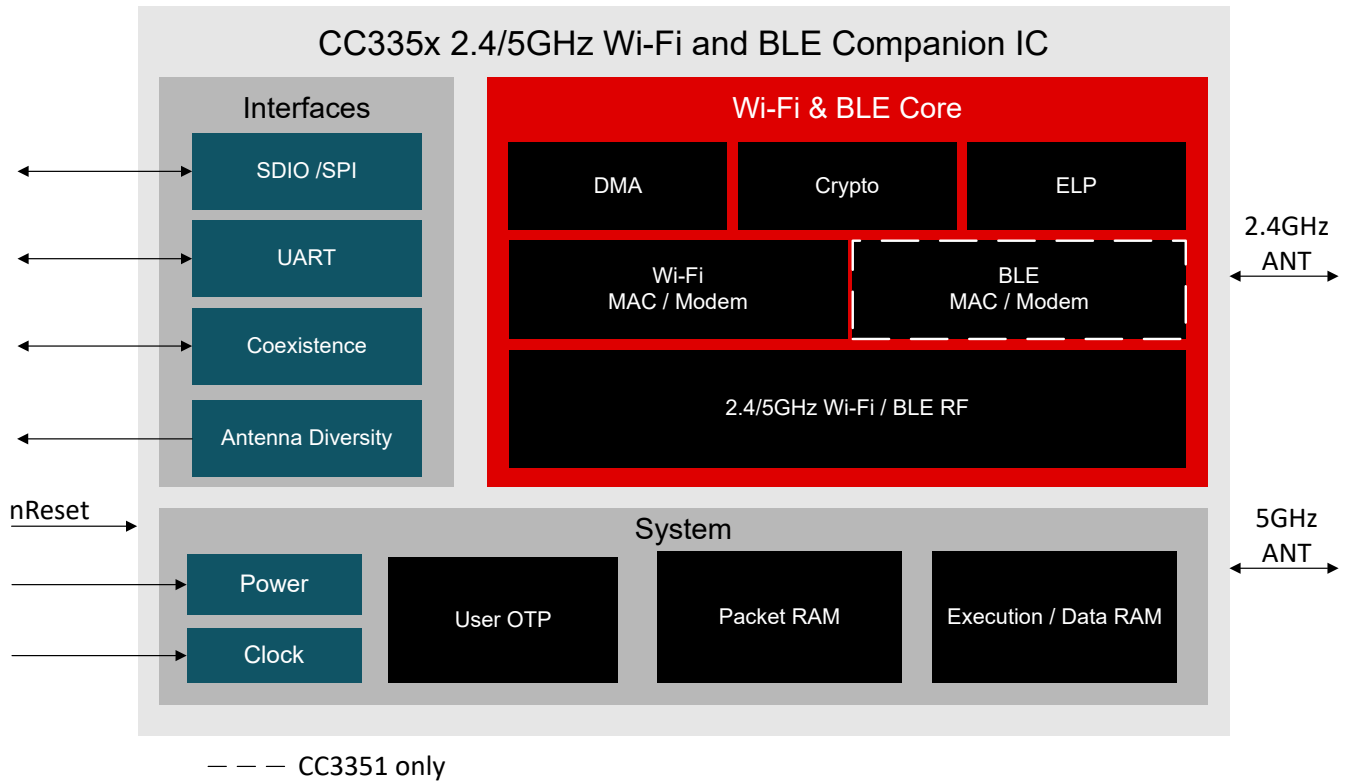 CC335x 2.4/5GHz Wi-Fi and BLE Companion IC
Interfaces
SDIO /SPI
UART
Coexistence
Antenna Diversity
Wi-Fi & BLE Core
DMA
Crypto
ELP
Wi-Fi
MAC / Modem
BLE
MAC / Modem
2.4/5GHz Wi-Fi / BLE RF
2.4GHz
ANT
nReset
5GHz
ANT
System
Power
Clock
User OTP
Packet RAM
Execution / Data RAM
CC3351 only